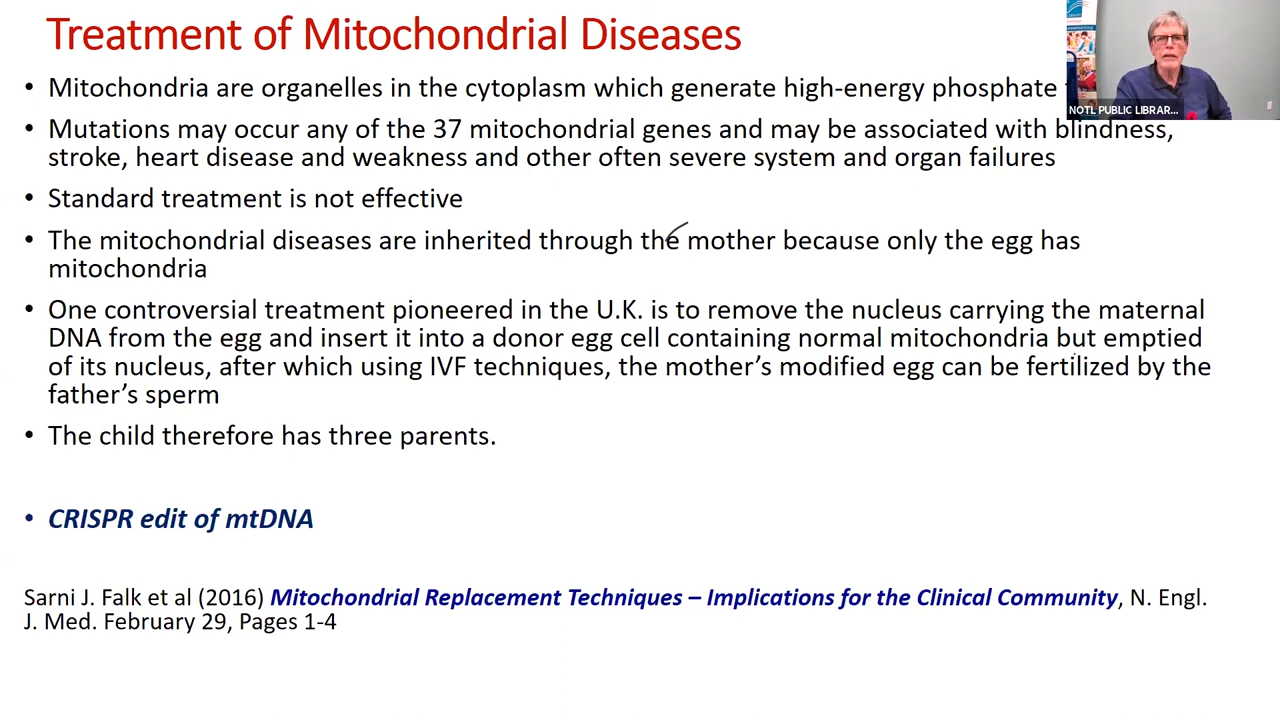 Treatment of Mitochondrial Diseases
• Mitochondria are organelles in the cytoplasm which generate high-energy phosphate
NOTL PUBLIC LIBRAR...
• Mutations may occur any of the 37 mitochondrial genes and may be associated with blindness,
stroke, heart disease and weakness and other often severe system and organ failures
• Standard treatment is not effective
• The mitochondrial diseases are inherited through the mother because only the egg has
mitochondria
• One controversial treatment pioneered in the U.K. is to remove the nucleus carrying the maternal
DNA from the egg and insert it into a donor egg cell containing normal mitochondria but emptied
of its nucleus, after which using IVF techniques, the mother's modified egg can be fertilized by the
father's sperm
• The child therefore has three parents.
• CRISPR edit of mtDNA
Sarni J. Falk et al (2016) Mitochondrial Replacement Techniques – Implications for the Clinical Community, N. Engl.
J. Med. February 29, Pages 1-4